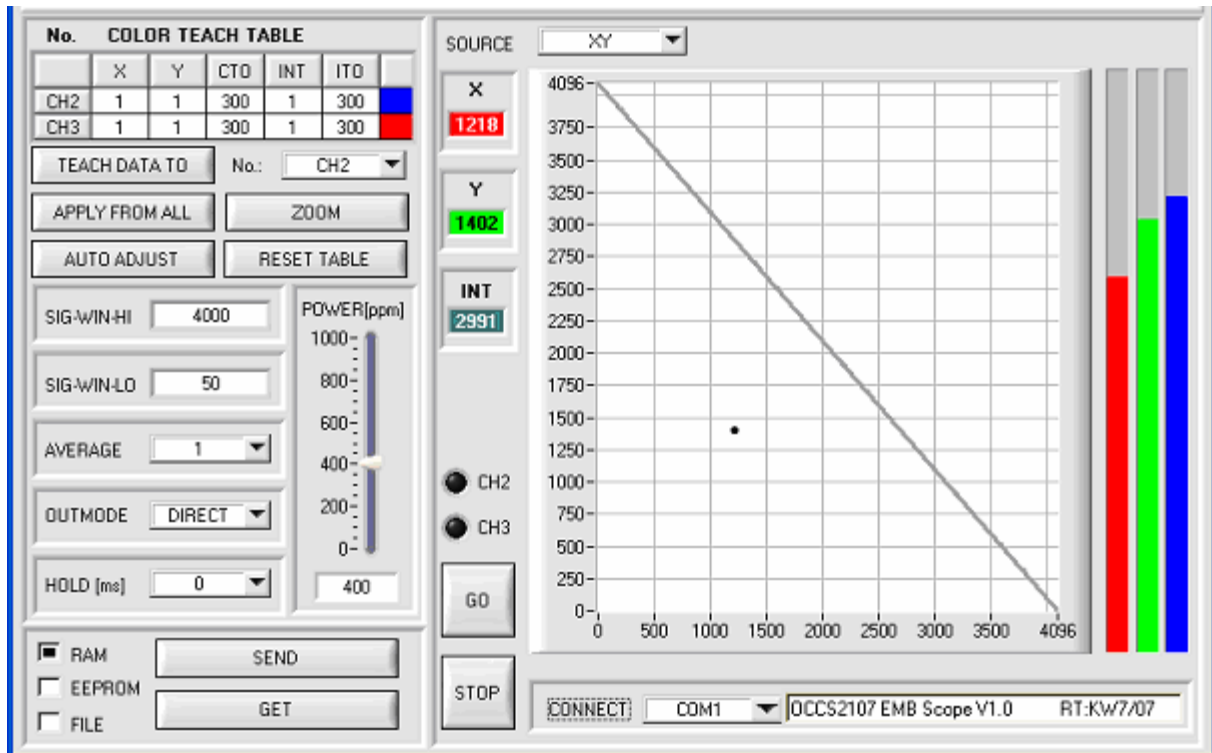 No. COLOR TEACH TABLE
X Y CTO INT ITO
CH2 1 1 300 1 300
CH3 1 1 300 1 300
TEACH DATA TO No.: CH2
APPLY FROM ALL ZOOM
AUTO ADJUST RESET TABLE
SIG-WIN-HI 4000
SIG-WIN-LO 50
AVERAGE 1
OUTMODE DIRECT
HOLD [ms] 0
POWER[ppm]
1000
800
600
400
200
0
400
RAM
EEPROM
FILE
SEND
GET
SOURCE XY
X
1218
Y
1402
INT
2991
CH2
CH3
GO
STOP
4096
3750
3500
3250
3000
2750
2500
2250
2000
1750
1500
1250
1000
750
500
250
0
0 500 1000 1500 2000 2500 3000 3500 4096
CONNECT COM1 OCCS2107 EMB Scope V1.0 RT:KW7/07